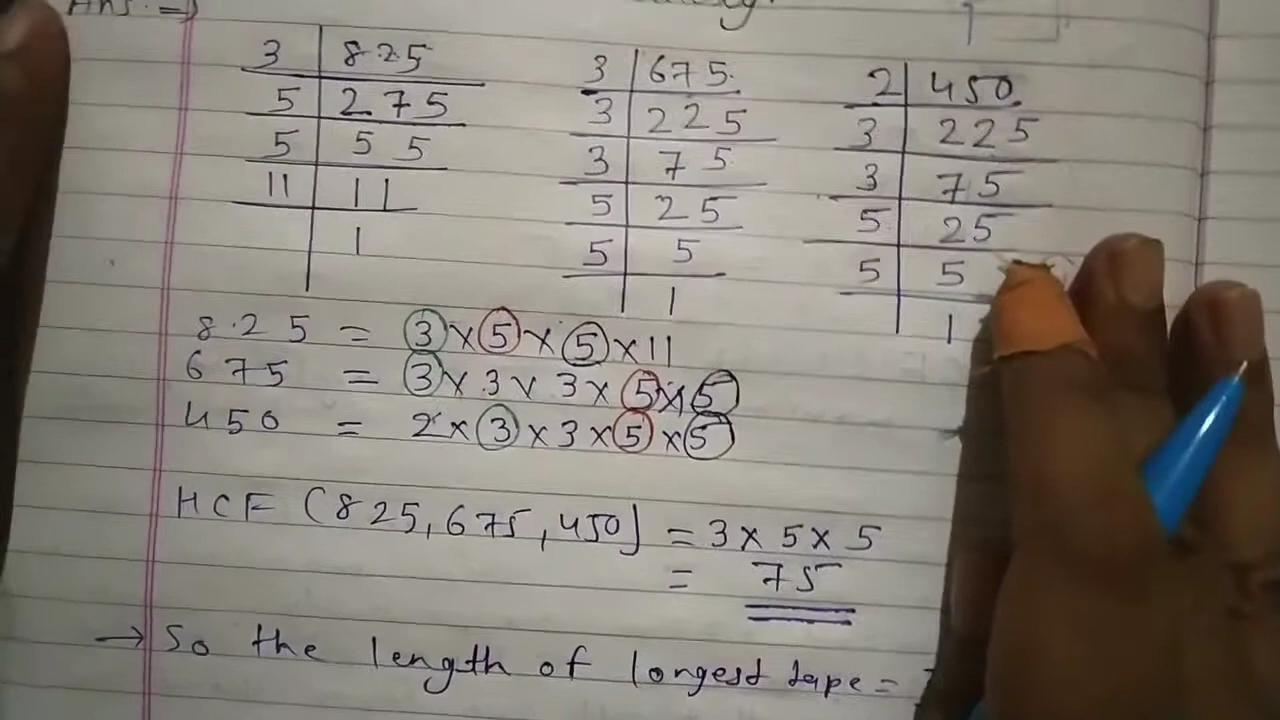 Ans. ⇒
3 | 825
5 | 275
5 | 55
11 | 11
1
3 | 675
3 | 225
3 | 75
5 | 25
5 | 5
1
2 | 450
3 | 225
3 | 75
5 | 25
5 | 5
1
825 = 3 × 5 × 5 × 11
675 = 3 × 3 × 3 × 5 × 5
450 = 2 × 3 × 3 × 5 × 5
HCF (825, 675, 450) = 3 × 5 × 5
= 75
→ So the length of longest tape =